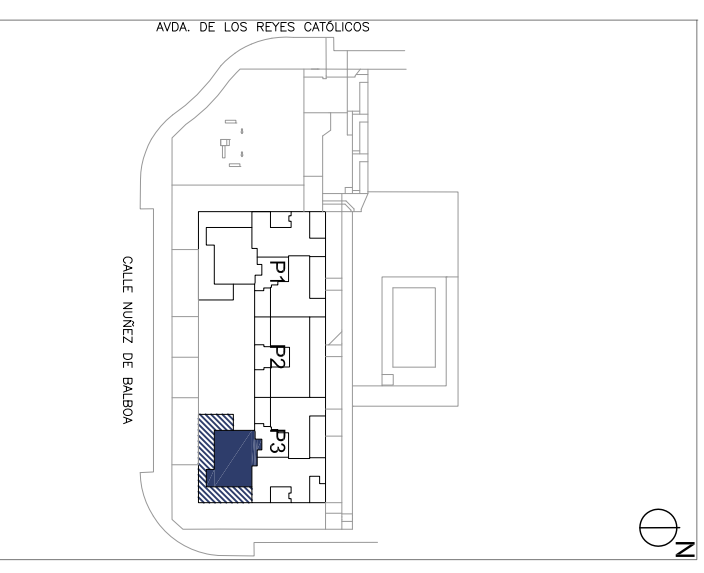 AVDA. DE LOS REYES CATÓLICOS
CALLE NUÑEZ DE BALBOA
P1
P2
P3
N